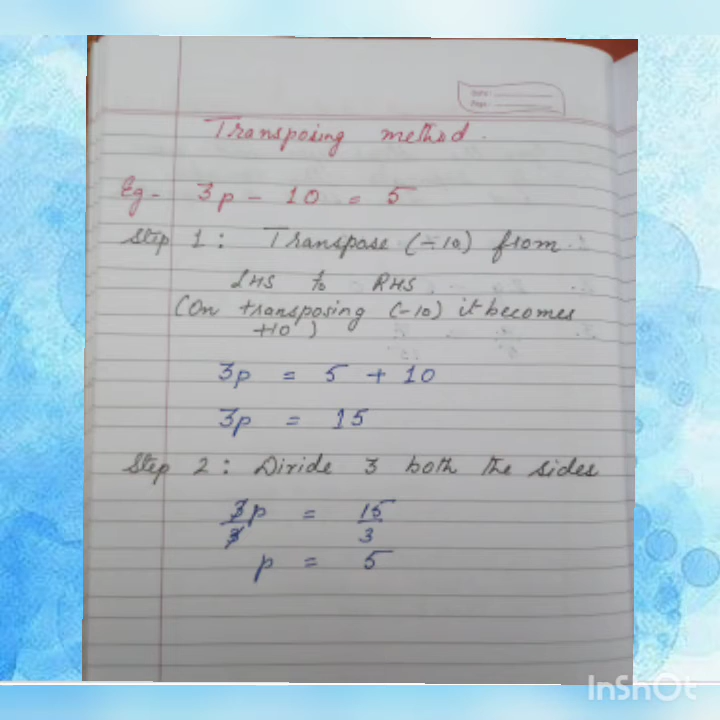 Date:
Page:
Transposing method.
Eg - 3p - 10 = 5
Step 1 : Transpose (-10) from
LHS to RHS
(On transposing (-10) it becomes
+10)
3p = 5 + 10
3p = 15
Step 2 : Divide 3 both the sides
3p/3 = 15/3
p = 5
InShOt